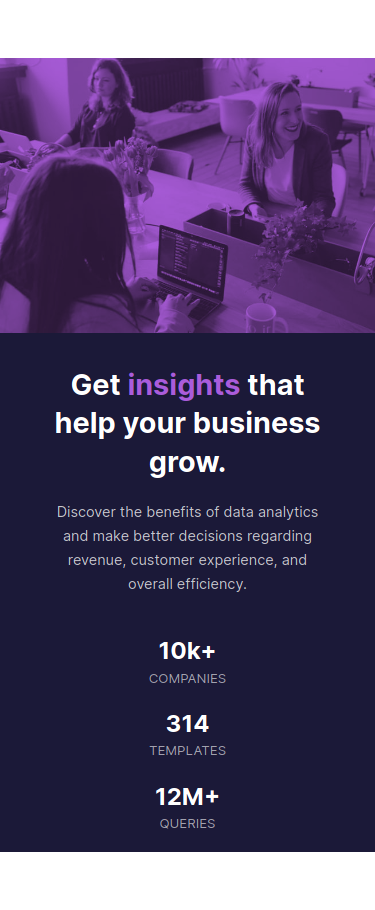 Get insights that
help your business
grow.
Discover the benefits of data analytics
and make better decisions regarding
revenue, customer experience, and
overall efficiency.
10k+
COMPANIES
314
TEMPLATES
12M+
QUERIES